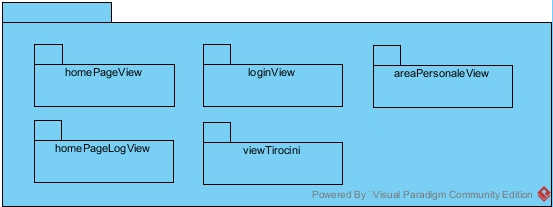 homePageView
loginView
areaPersonaleView
homePageLogView
viewTirocini
Powered By Visual Paradigm Community Edition